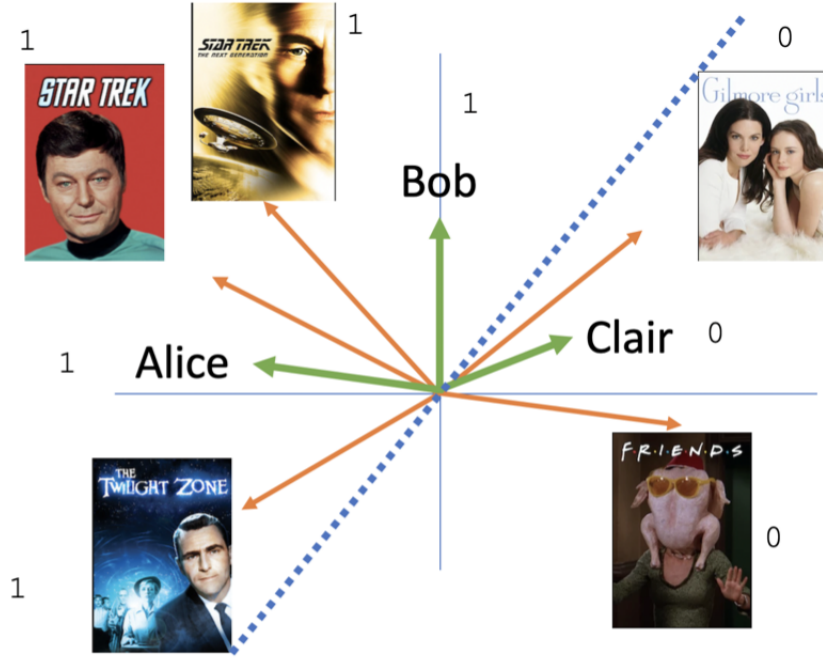 1
STAR TREK
STAR TREK
THE NEXT GENERATION
1
0
Gilmore girls
1
Bob
Clair
0
1
Alice
THE
TWILIGHT ZONE
1
F·R·I·E·N·D·S
0